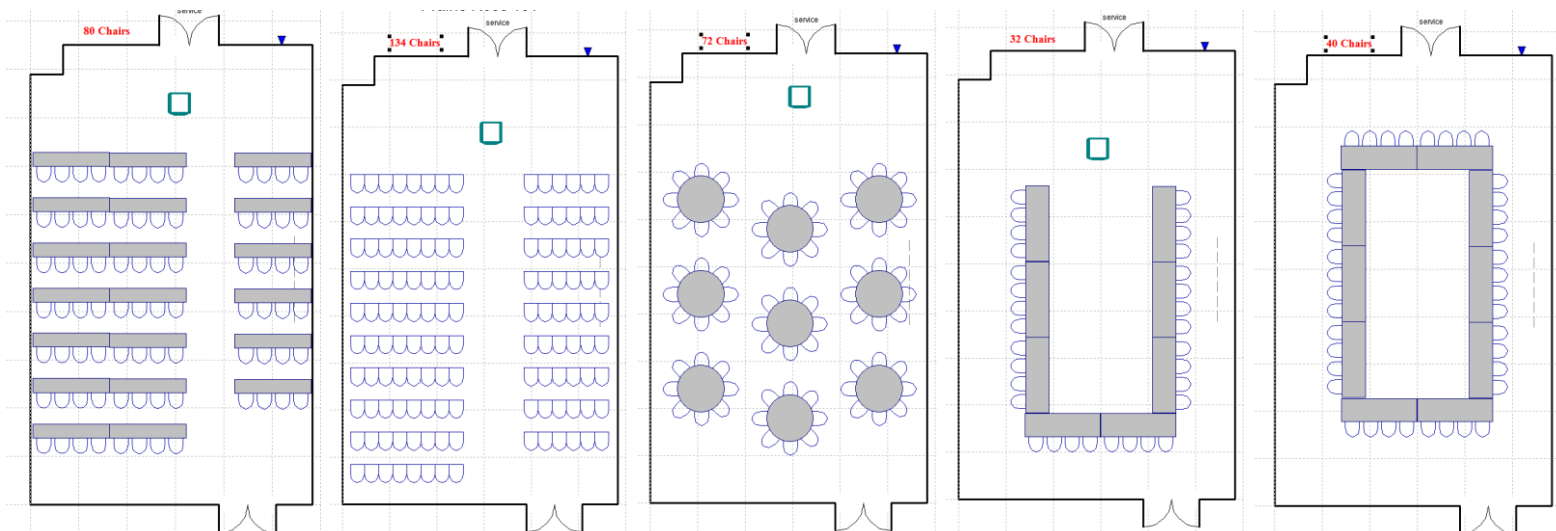 service
80 Chairs
134 Chairs
service
72 Chairs
service
32 Chairs
service
40 Chairs
service